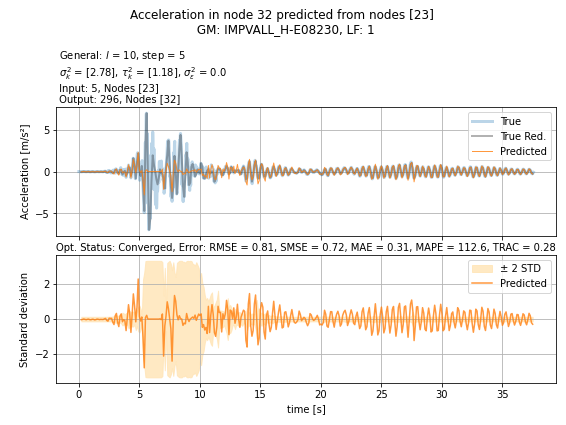 Acceleration in node 32 predicted from nodes [23]
GM: IMPVALL_H-E08230, LF: 1
General: l = 10, step = 5
σ²ₖ = [2.78], τ²ₖ = [1.18], σ²_ε = 0.0
Input: 5, Nodes [23]
Output: 296, Nodes [32]
Acceleration [m/s²]
5
0
−5
True
True Red.
Predicted
Opt. Status: Converged, Error: RMSE = 0.81, SMSE = 0.72, MAE = 0.31, MAPE = 112.6, TRAC = 0.28
Standard deviation
2
0
−2
± 2 STD
Predicted
0 5 10 15 20 25 30 35
time [s]